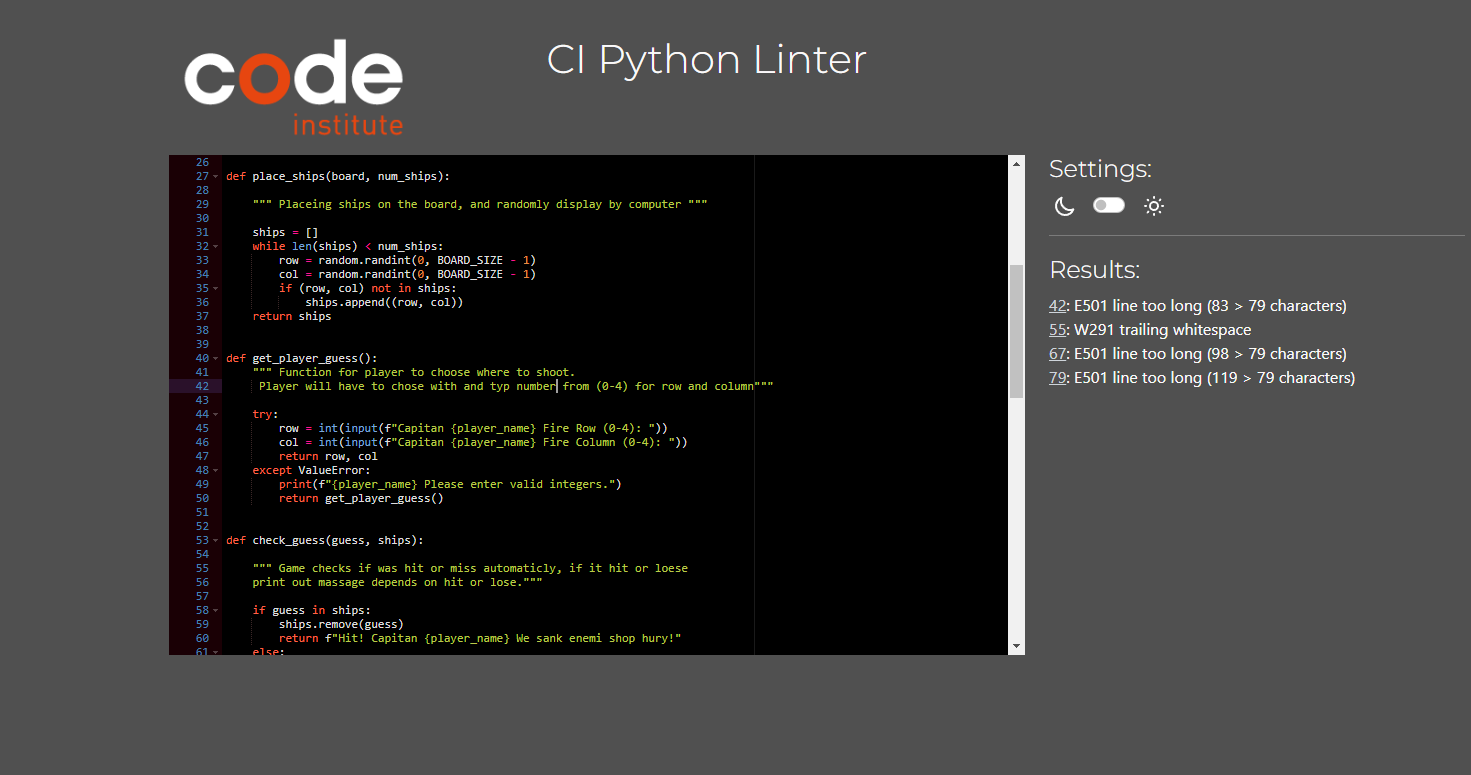 code
institute
CI Python Linter
26
27 def place_ships(board, num_ships):
28
29     """ Placeing ships on the board, and randomly display by computer """
30
31     ships = []
32     while len(ships) < num_ships:
33         row = random.randint(0, BOARD_SIZE - 1)
34         col = random.randint(0, BOARD_SIZE - 1)
35         if (row, col) not in ships:
36             ships.append((row, col))
37     return ships
38
39
40 def get_player_guess():
41     """ Function for player to choose where to shoot.
42      Player will have to chose with and typ number from (0-4) for row and column"""
43
44     try:
45         row = int(input(f"Capitan {player_name} Fire Row (0-4): "))
46         col = int(input(f"Capitan {player_name} Fire Column (0-4): "))
47         return row, col
48     except ValueError:
49         print(f"{player_name} Please enter valid integers.")
50         return get_player_guess()
51
52
53 def check_guess(guess, ships):
54
55     """ Game checks if was hit or miss automaticly, if it hit or loese
56     print out massage depends on hit or lose."""
57
58     if guess in ships:
59         ships.remove(guess)
60         return f"Hit! Capitan {player_name} We sank enemi shop hury!"
61     else:
Settings:
Results:
42: E501 line too long (83 > 79 characters)
55: W291 trailing whitespace
67: E501 line too long (98 > 79 characters)
79: E501 line too long (119 > 79 characters)